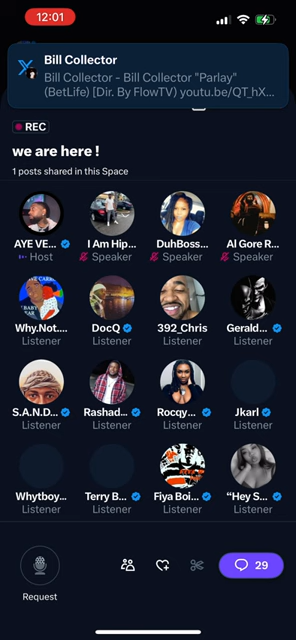 12:01
Bill Collector
Bill Collector - Bill Collector "Parlay"
(BetLife) [Dir. By FlowTV) youtu.be/QT_hX...
REC
we are here !
1 posts shared in this Space
AYE VE... I Am Hip... DuhBoss... Al Gore R...
Host Speaker Speaker Speaker
Why.Not.... DocQ 392_Chris Gerald...
Listener Listener Listener Listener
S.A.N.D... Rashad... Rocqy... Jkarl
Listener Listener Listener Listener
Whytboy... Terry B... Fiya Boi... “Hey S...
Listener Listener Listener Listener
29
Request